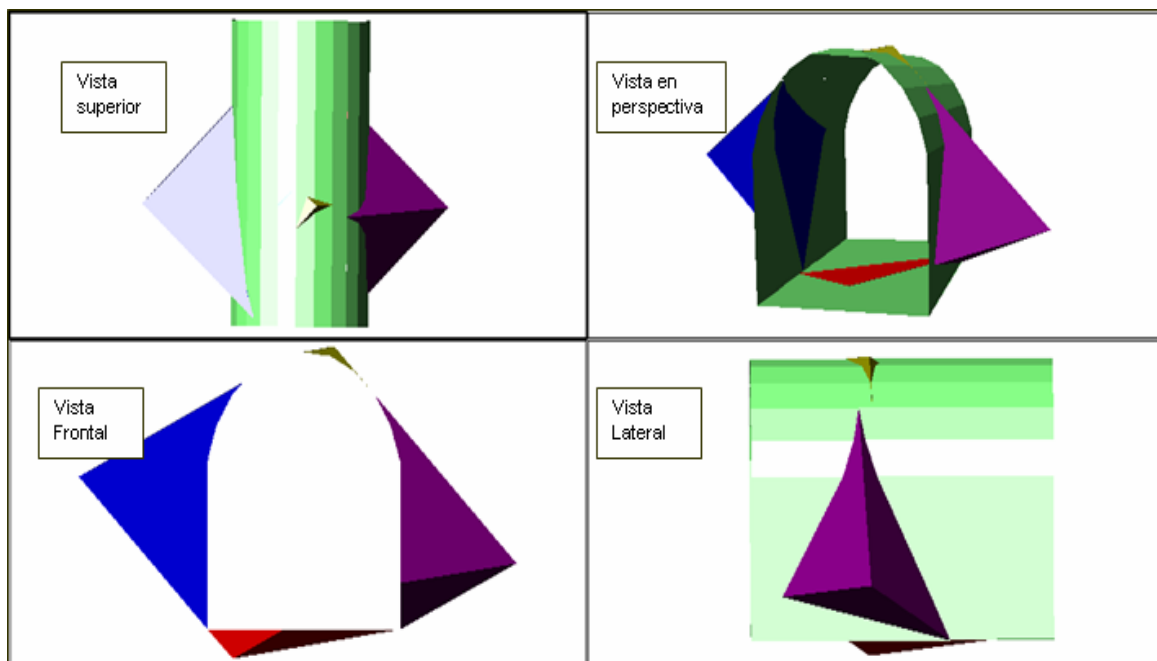 Vista
superior
Vista en
perspectiva
Vista
Frontal
Vista
Lateral